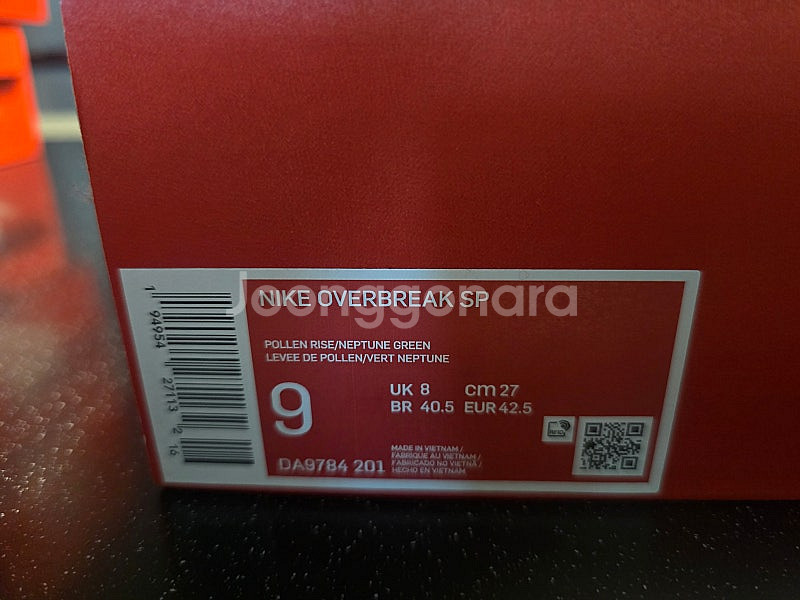 NIKE OVERBREAK SP
Joonggonara
POLLEN RISE/NEPTUNE GREEN
LEVEE DE POLLEN/VERT NEPTUNE
9
UK 8 cm 27
BR 40.5 EUR 42.5
RFID
DA9784 201
MADE IN VIETNAM /
FABRIQUE AU VIETNAM /
FABRICADO NO VIETNÃ /
HECHO EN VIETNAM
1 94954 27113 2 16